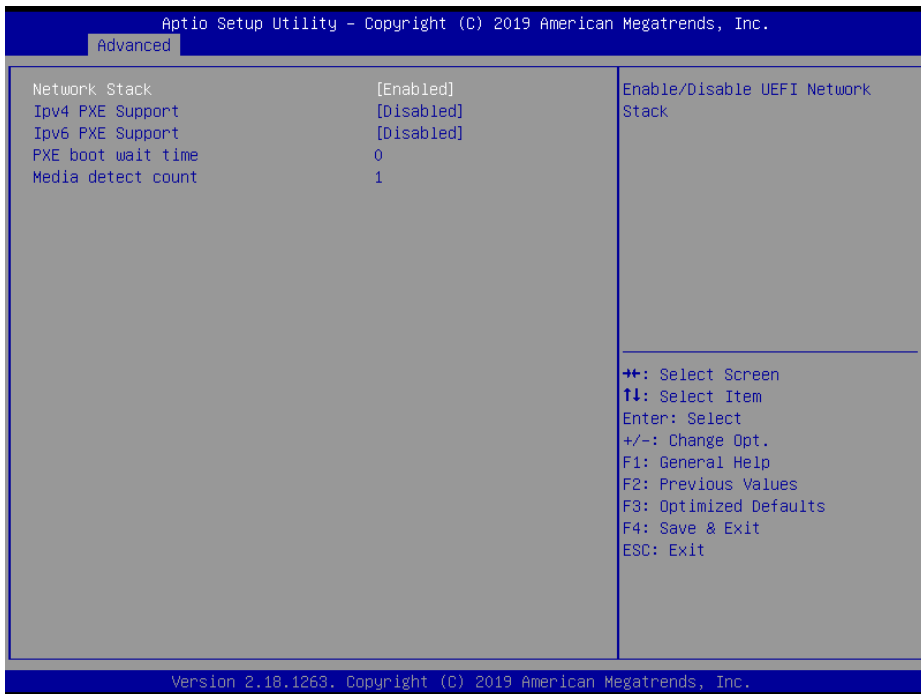 Aptio Setup Utility – Copyright (C) 2019 American Megatrends, Inc.
Advanced
Network Stack [Enabled]
Ipv4 PXE Support [Disabled]
Ipv6 PXE Support [Disabled]
PXE boot wait time 0
Media detect count 1
Enable/Disable UEFI Network
Stack
→←: Select Screen
↑↓: Select Item
Enter: Select
+/-: Change Opt.
F1: General Help
F2: Previous Values
F3: Optimized Defaults
F4: Save & Exit
ESC: Exit
Version 2.18.1263. Copyright (C) 2019 American Megatrends, Inc.